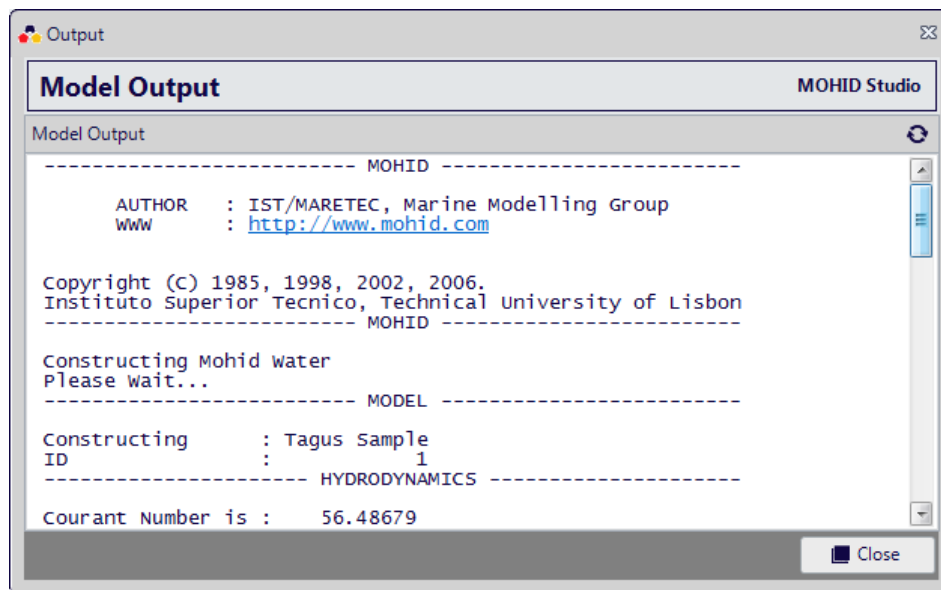 Output
Model Output MOHID Studio
Model Output
-------------------------- MOHID -------------------------
AUTHOR : IST/MARETEC, Marine Modelling Group
WWW : http://www.mohid.com
Copyright (C) 1985, 1998, 2002, 2006.
Instituto Superior Tecnico, Technical University of Lisbon
-------------------------- MOHID -------------------------
Constructing Mohid Water
Please Wait...
-------------------------- MODEL -------------------------
Constructing : Tagus Sample
ID : 1
---------------------- HYDRODYNAMICS ---------------------
Courant Number is : 56.48679
Close